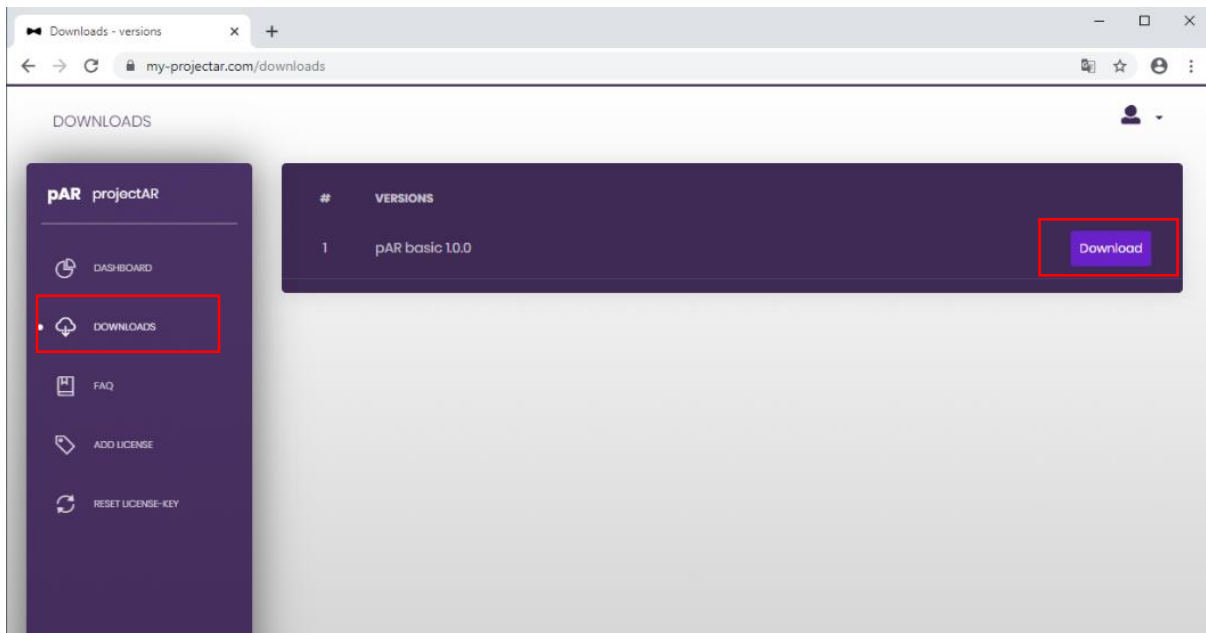 Downloads - versions
my-projectar.com/downloads
DOWNLOADS
pAR projectAR
# VERSIONS
1 pAR basic 1.0.0 Download
DASHBOARD
DOWNLOADS
FAQ
ADD LICENSE
RESET LICENSE-KEY